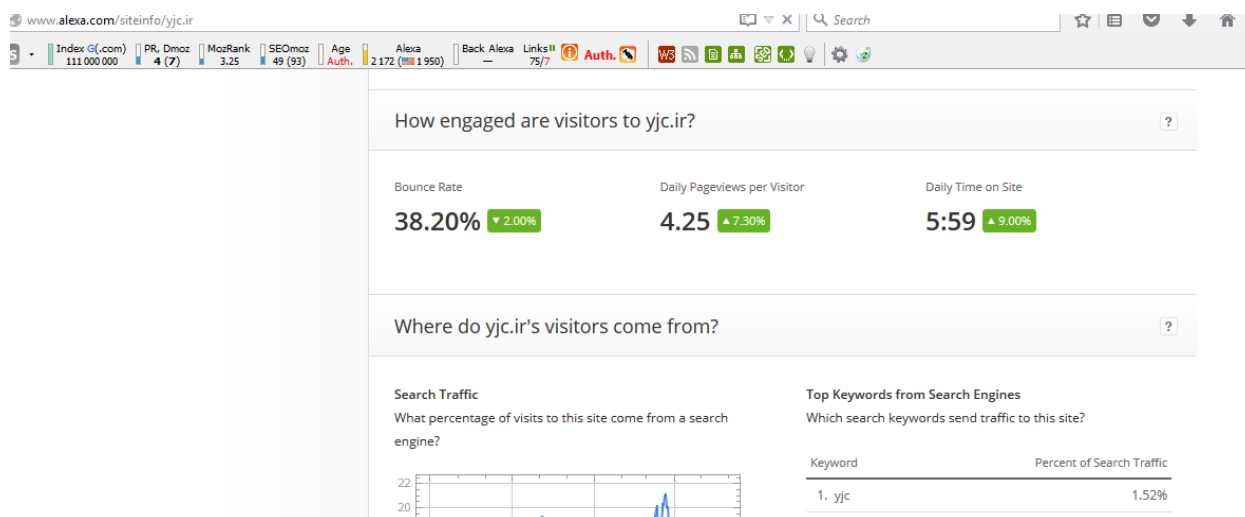 www.alexa.com/siteinfo/yjc.ir Search
Index G(.com) PR, Dmoz MozRank SEOmoz Age Alexa Back Alexa Links
111 000 000 4 (7) 3.25 49 (93) Auth. 2 172 (1 950) — 75/7 Auth. W3
How engaged are visitors to yjc.ir? ?
Bounce Rate Daily Pageviews per Visitor Daily Time on Site
38.20% ▼ 2.00% 4.25 ▲ 7.30% 5:59 ▲ 9.00%
Where do yjc.ir's visitors come from? ?
Search Traffic
What percentage of visits to this site come from a search
engine?
22
20
Top Keywords from Search Engines
Which search keywords send traffic to this site?
Keyword Percent of Search Traffic
1. yjc 1.52%